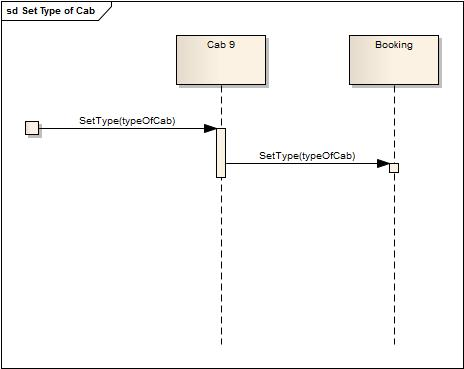 sd Set Type of Cab
Cab 9
Booking
SetType(typeOfCab)
SetType(typeOfCab)